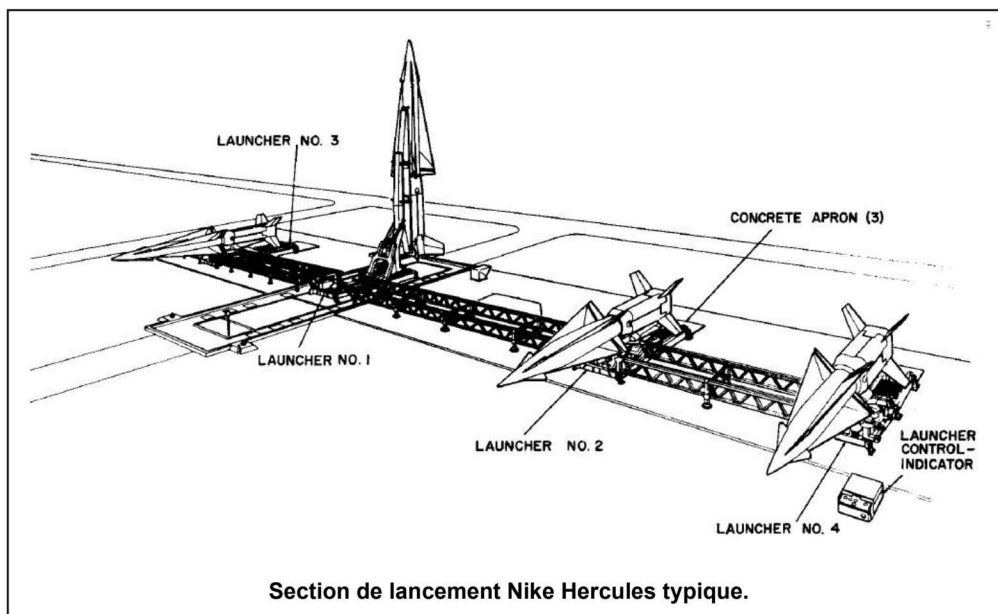 LAUNCHER NO. 3
CONCRETE APRON (3)
LAUNCHER NO. 1
LAUNCHER NO. 2
LAUNCHER
CONTROL-
INDICATOR
LAUNCHER NO. 4
Section de lancement Nike Hercules typique.